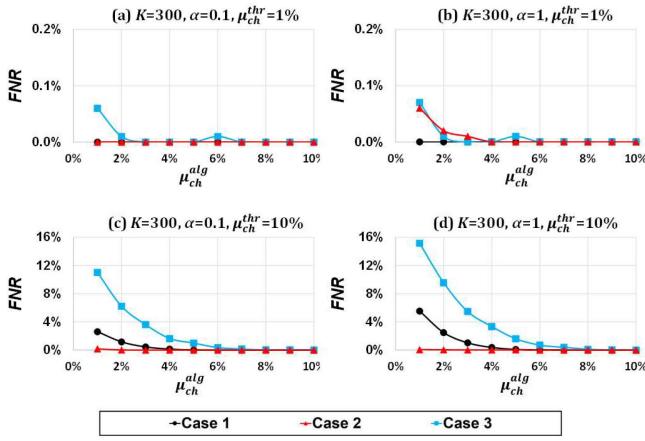 (a) K=300, α=0.1, μ_ch^thr=1%
FNR
0.2%
0.1%
0.0%
0% 2% 4% 6% 8% 10%
μ_ch^alg
(b) K=300, α=1, μ_ch^thr=1%
FNR
0.2%
0.1%
0.0%
0% 2% 4% 6% 8% 10%
μ_ch^alg
(c) K=300, α=0.1, μ_ch^thr=10%
FNR
16%
12%
8%
4%
0%
0% 2% 4% 6% 8% 10%
μ_ch^alg
(d) K=300, α=1, μ_ch^thr=10%
FNR
16%
12%
8%
4%
0%
0% 2% 4% 6% 8% 10%
μ_ch^alg
Case 1 Case 2 Case 3